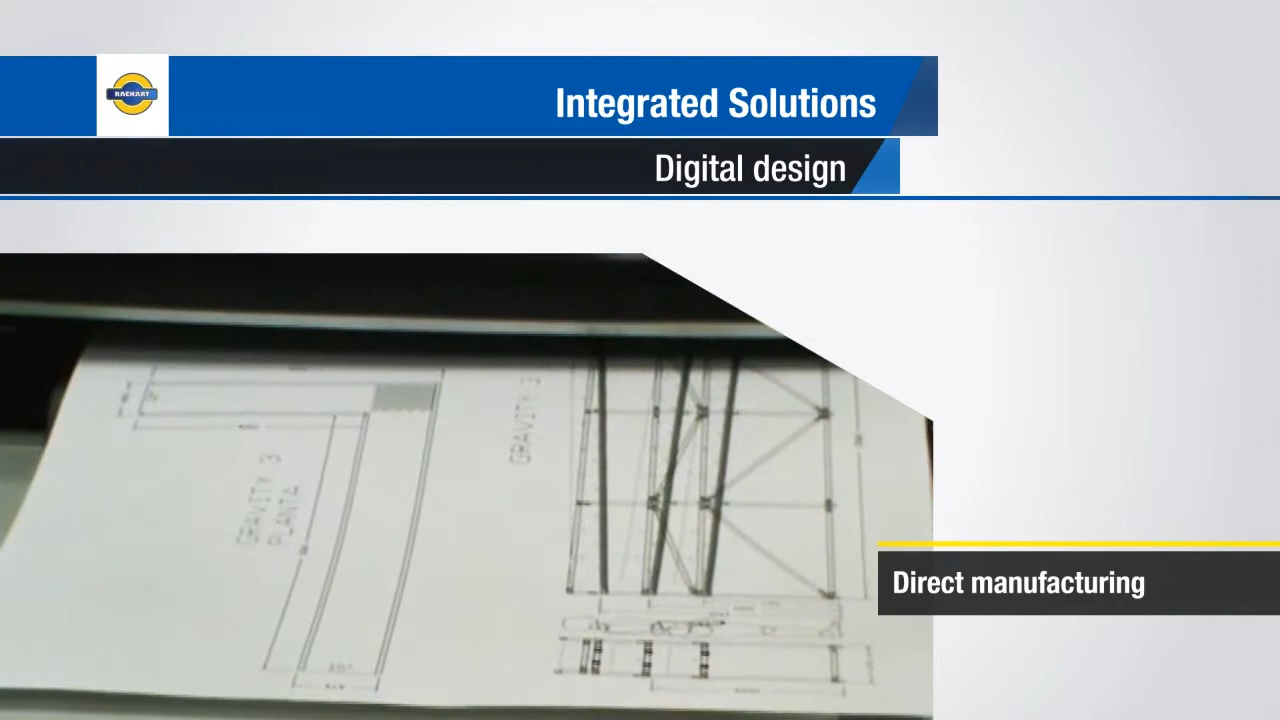 RACKART
Integrated Solutions
Digital design
GRAVITY 3
GRAVITY 3
PLANTA
Direct manufacturing